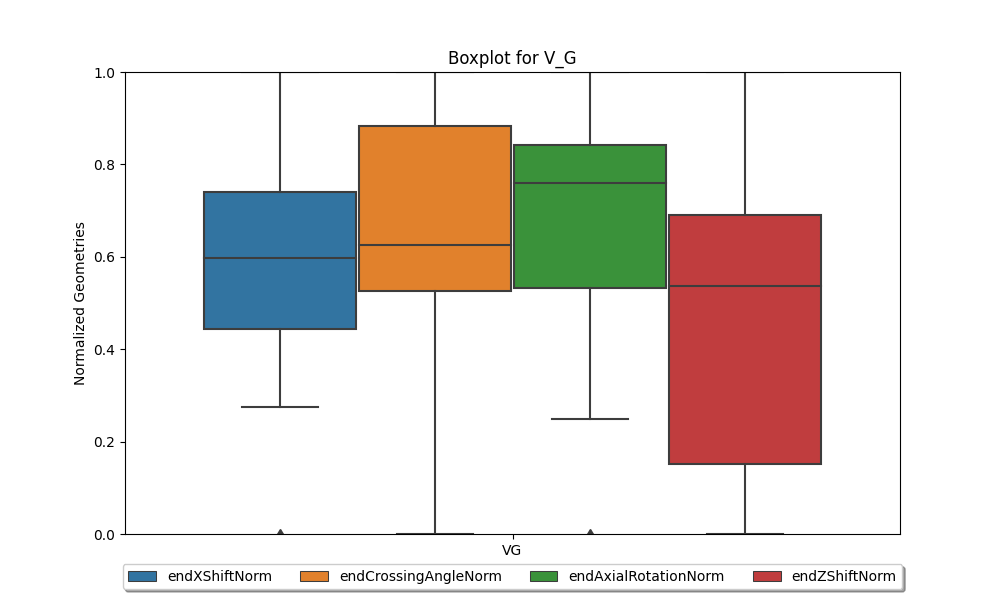 Boxplot for V_G
1.0
0.8
0.6
0.4
0.2
0.0
Normalized Geometries
VG
endXShiftNorm endCrossingAngleNorm endAxialRotationNorm endZShiftNorm